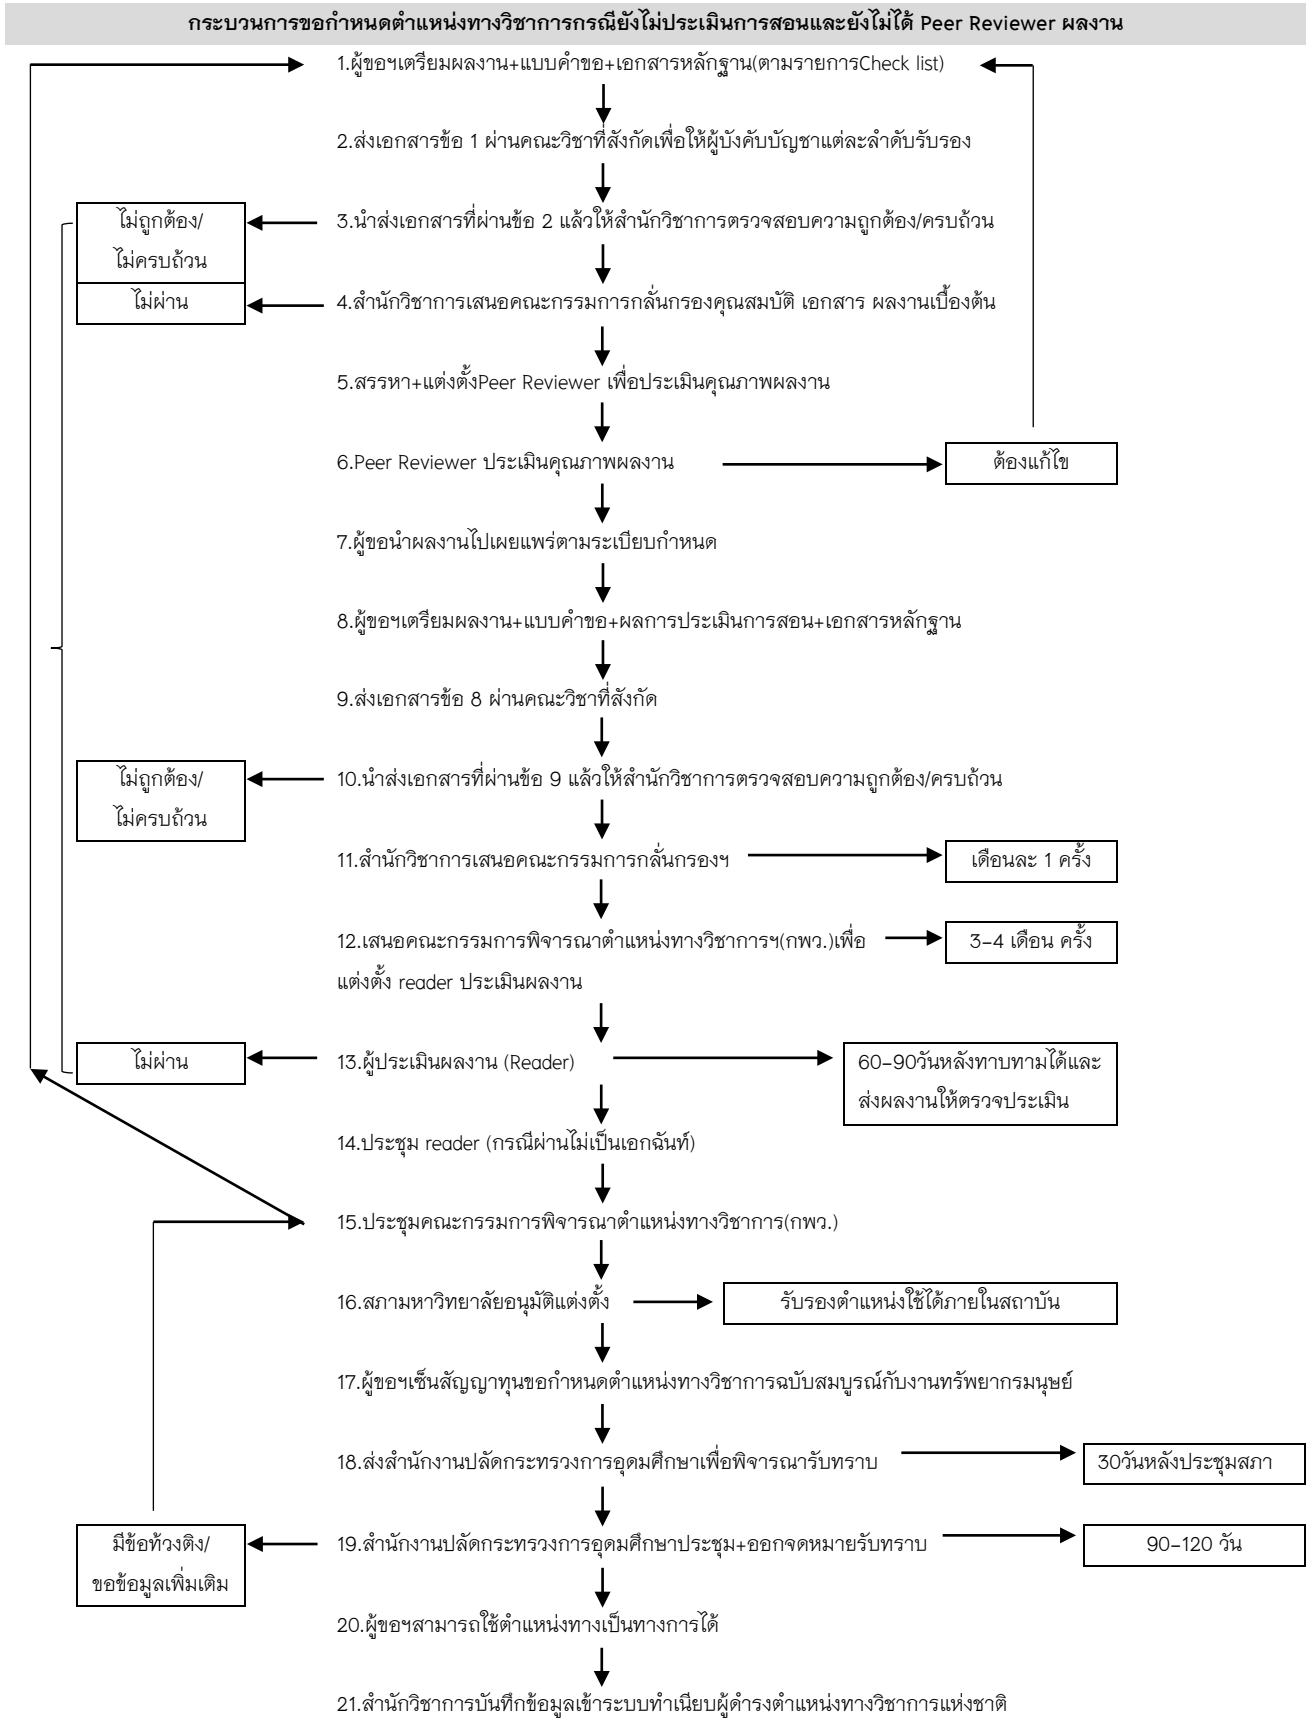 กระบวนการขอกำหนดตำแหน่งทางวิชาการกรณียังไม่ประเมินการสอนและยังไม่ได้ Peer Reviewer ผลงาน
1.ผู้ขอฯเตรียมผลงาน+แบบคำขอ+เอกสารหลักฐาน(ตามรายการCheck list)
2.ส่งเอกสารข้อ 1 ผ่านคณะวิชาที่สังกัดเพื่อให้ผู้บังคับบัญชาแต่ละลำดับรับรอง
ไม่ถูกต้อง/
ไม่ครบถ้วน
3.นำส่งเอกสารที่ผ่านข้อ 2 แล้วให้สำนักวิชาการตรวจสอบความถูกต้อง/ครบถ้วน
ไม่ผ่าน
4.สำนักวิชาการเสนอคณะกรรมการกลั่นกรองคุณสมบัติ เอกสาร ผลงานเบื้องต้น
5.สรรหา+แต่งตั้งPeer Reviewer เพื่อประเมินคุณภาพผลงาน
6.Peer Reviewer ประเมินคุณภาพผลงาน
ต้องแก้ไข
7.ผู้ขอนำผลงานไปเผยแพร่ตามระเบียบกำหนด
8.ผู้ขอฯเตรียมผลงาน+แบบคำขอ+ผลการประเมินการสอน+เอกสารหลักฐาน
9.ส่งเอกสารข้อ 8 ผ่านคณะวิชาที่สังกัด
ไม่ถูกต้อง/
ไม่ครบถ้วน
10.นำส่งเอกสารที่ผ่านข้อ 9 แล้วให้สำนักวิชาการตรวจสอบความถูกต้อง/ครบถ้วน
11.สำนักวิชาการเสนอคณะกรรมการกลั่นกรองฯ
เดือนละ 1 ครั้ง
12.เสนอคณะกรรมการพิจารณาตำแหน่งทางวิชาการฯ(กพว.)เพื่อ
แต่งตั้ง reader ประเมินผลงาน
3-4 เดือน ครั้ง
ไม่ผ่าน
13.ผู้ประเมินผลงาน (Reader)
60-90วันหลังทาบทามได้และ
ส่งผลงานให้ตรวจประเมิน
14.ประชุม reader (กรณีผ่านไม่เป็นเอกฉันท์)
15.ประชุมคณะกรรมการพิจารณาตำแหน่งทางวิชาการ(กพว.)
16.สภามหาวิทยาลัยอนุมัติแต่งตั้ง
รับรองตำแหน่งใช้ได้ภายในสถาบัน
17.ผู้ขอฯเซ็นสัญญาทุนขอกำหนดตำแหน่งทางวิชาการฉบับสมบูรณ์กับงานทรัพยากรมนุษย์
18.ส่งสำนักงานปลัดกระทรวงการอุดมศึกษาเพื่อพิจารณารับทราบ
30วันหลังประชุมสภา
มีข้อท้วงติง/
ขอข้อมูลเพิ่มเติม
19.สำนักงานปลัดกระทรวงการอุดมศึกษาประชุม+ออกจดหมายรับทราบ
90-120 วัน
20.ผู้ขอฯสามารถใช้ตำแหน่งทางเป็นทางการได้
21.สำนักวิชาการบันทึกข้อมูลเข้าระบบทำเนียบผู้ดำรงตำแหน่งทางวิชาการแห่งชาติ